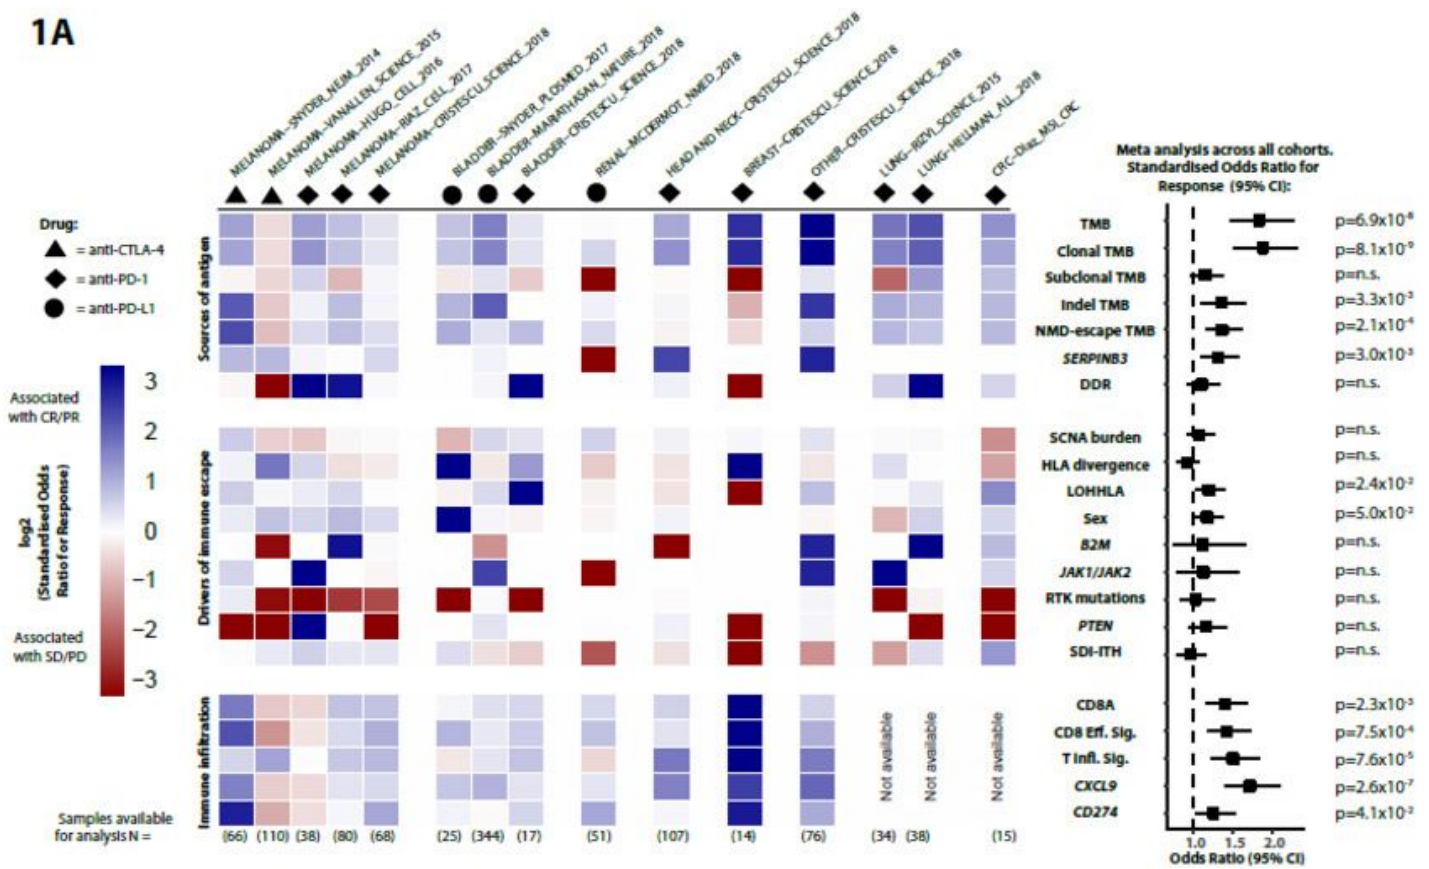 1A
MELANOMA–SNYDER_NEJM_2014
MELANOMA–VANALLEN_SCIENCE_2015
MELANOMA–HUGO_CELL_2016
MELANOMA–RIAZ_CELL_2017
MELANOMA–CRISTESCU_SCIENCE_2018
BLADDER–SNYDER_PLOSMED_2017
BLADDER–MARIATHASAN_NATURE_2018
BLADDER–CRISTESCU_SCIENCE_2018
RENAL–MCDERMOT_NMED_2018
HEAD AND NECK–CRISTESCU_SCIENCE_2018
BREAST–CRISTESCU_SCIENCE_2018
OTHER–CRISTESCU_SCIENCE_2018
LUNG–RIZVI_SCIENCE_2015
LUNG–HELLMAN_ALL_2018
CRC–Diaz_MSI_CRC
Drug:
= anti-CTLA-4
= anti-PD-1
= anti-PD-L1
Associated
with CR/PR
log2
(Standardised Odds
Ratio for Response)
Associated
with SD/PD
3
2
1
0
−1
−2
−3
Sources of antigen
Drivers of immune escape
Immune infiltration
Not available
Not available
Not available
Samples available
for analysis N =
(66) (110) (38) (80) (68) (25) (344) (17) (51) (107) (14) (76) (34) (38) (15)
Meta analysis across all cohorts.
Standardised Odds Ratio for
Response (95% CI):
TMB p=6.9x10⁻⁸
Clonal TMB p=8.1x10⁻⁹
Subclonal TMB p=n.s.
Indel TMB p=3.3x10⁻³
NMD-escape TMB p=2.1x10⁻⁴
SERPINB3 p=3.0x10⁻³
DDR p=n.s.
SCNA burden p=n.s.
HLA divergence p=n.s.
LOHHLA p=2.4x10⁻²
Sex p=5.0x10⁻²
B2M p=n.s.
JAK1/JAK2 p=n.s.
RTK mutations p=n.s.
PTEN p=n.s.
SDI-ITH p=n.s.
CD8A p=2.3x10⁻³
CD8 Eff. Sig. p=7.5x10⁻⁴
T Infl. Sig. p=7.6x10⁻⁵
CXCL9 p=2.6x10⁻⁷
CD274 p=4.1x10⁻²
1.0 1.5 2.0
Odds Ratio (95% CI)